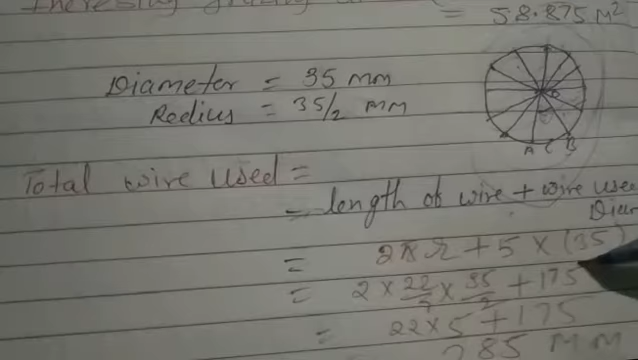 = 58.875 M²
Diameter = 35 mm
Radius = 35/2 mm
A C B
Total wire used =
= length of wire + wire used
= 2πr + 5 × (35)
= 2 × 22/7 × 35/2 + 175
= 22 × 5 + 175
285 mm